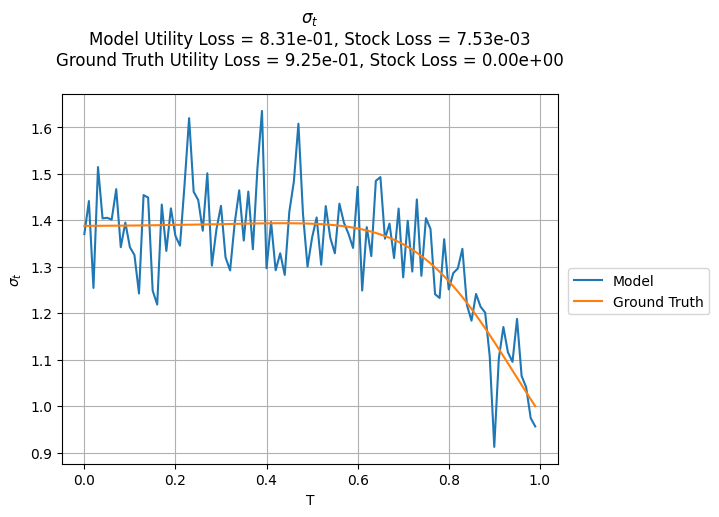 σt
Model Utility Loss = 8.31e-01, Stock Loss = 7.53e-03
Ground Truth Utility Loss = 9.25e-01, Stock Loss = 0.00e+00
1.6
1.5
1.4
1.3
1.2
1.1
1.0
0.9
σt
0.0 0.2 0.4 0.6 0.8 1.0
T
Model
Ground Truth